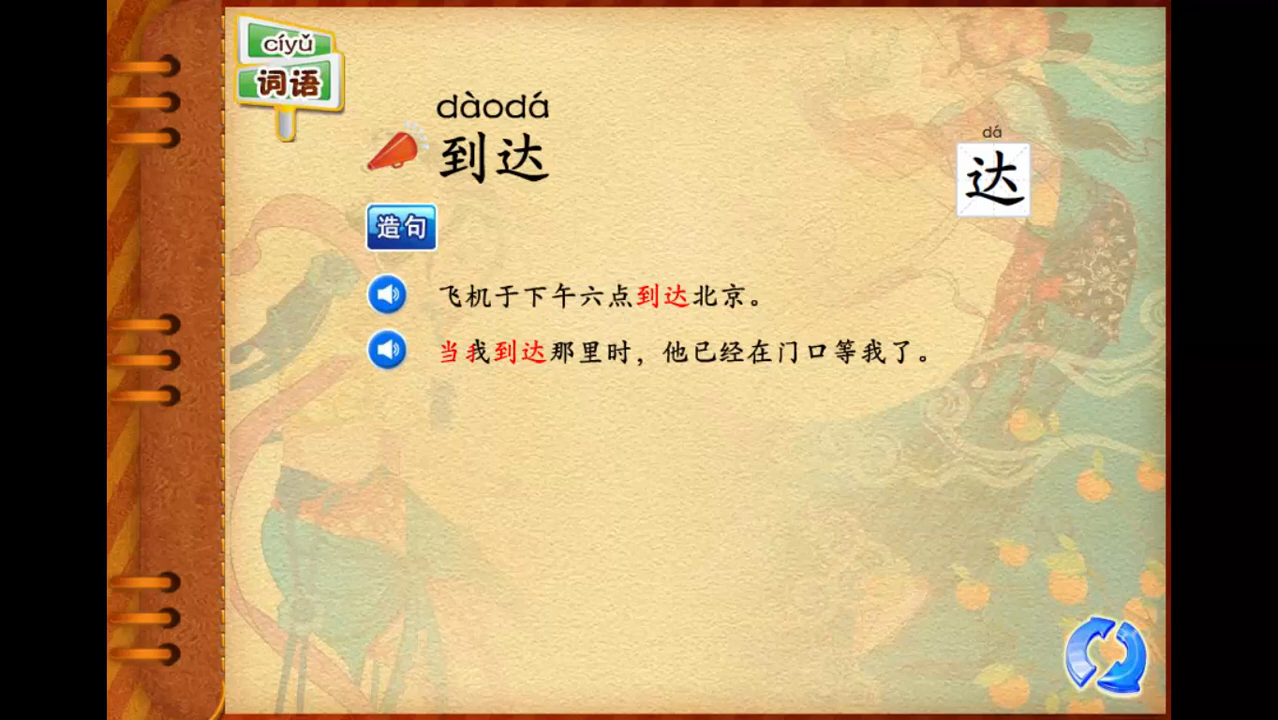 cíyǔ
词语
dàodá
到达
dá
达
造句
飞机于下午六点到达北京。
当我到达那里时，他已经在门口等我了。